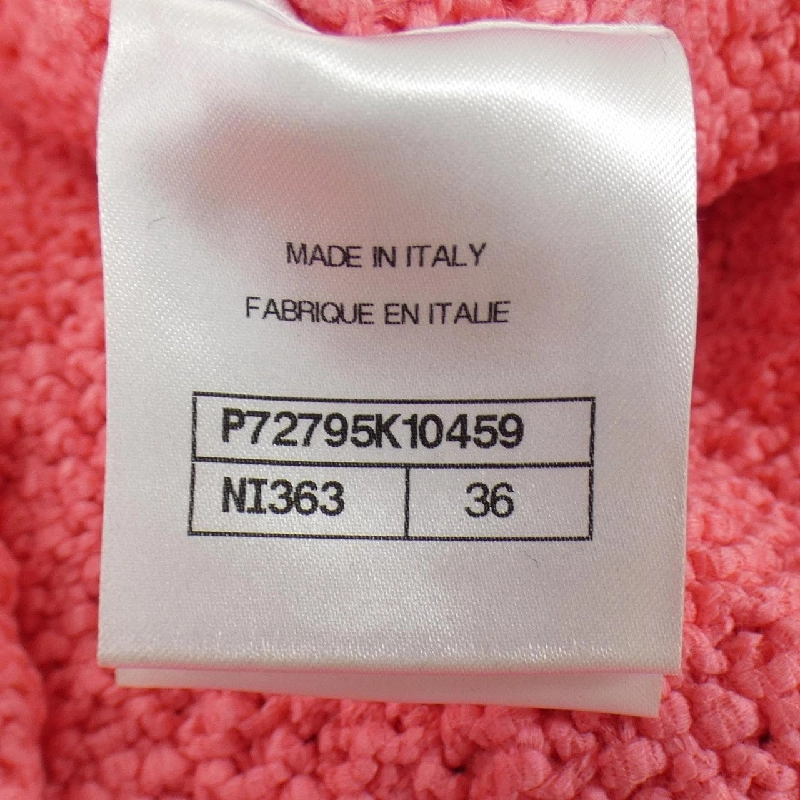 MADE IN ITALY
FABRIQUE EN ITALIE
P72795K10459
NI363 36